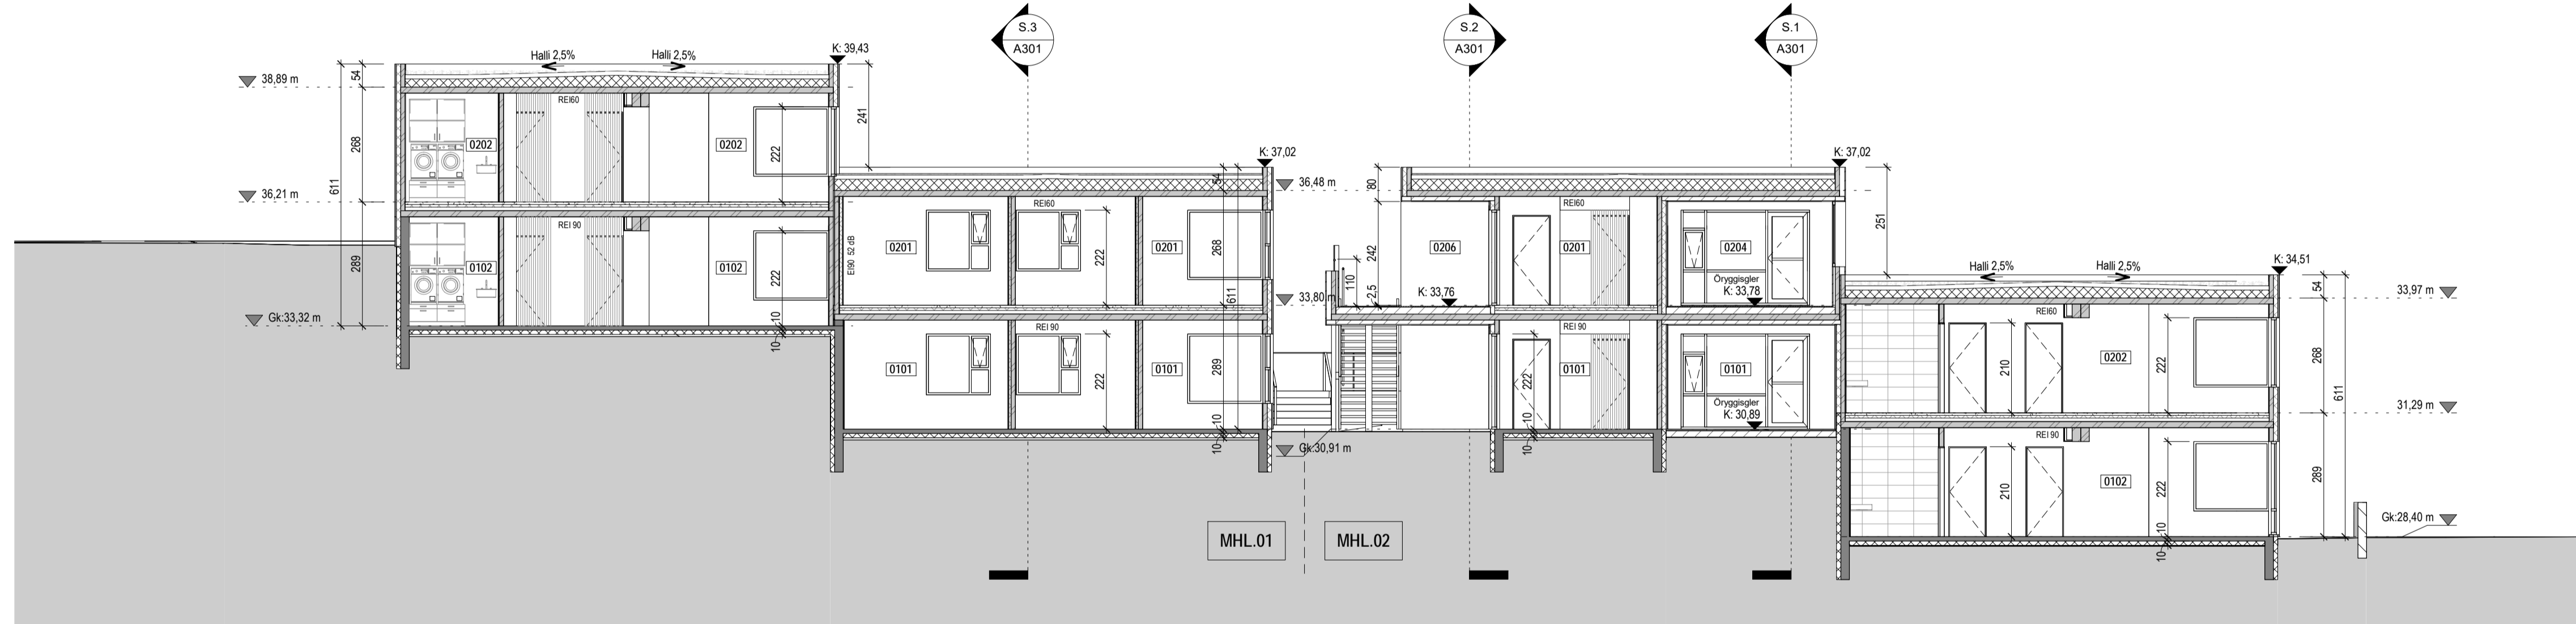 S.3
A301
S.2
A301
S.1
A301
Halli 2,5%
Halli 2,5%
K: 39,43
38,89 m
54
241
REI60
268
0202
0202
222
611
36,21 m
REI 90
289
0102
0102
222
Gk:33,32 m
10
10
K: 37,02
54
36,48 m
REI60
EI90 52 dB
0201
0201
222
268
611
33,80 m
REI 90
0101
0101
222
289
10
10
Gk:30,91 m
K: 37,02
80
251
242
110
2,5
0206
K: 33,76
REI60
0201
0204
Öryggisgler
K: 33,78
REI 90
222
0101
0101
Öryggisgler
K: 30,89
10
10
Halli 2,5%
Halli 2,5%
K: 34,51
54
33,97 m
REI60
210
0202
222
268
611
31,29 m
REI 90
210
0102
222
289
10
10
Gk:28,40 m
MHL.01
MHL.02